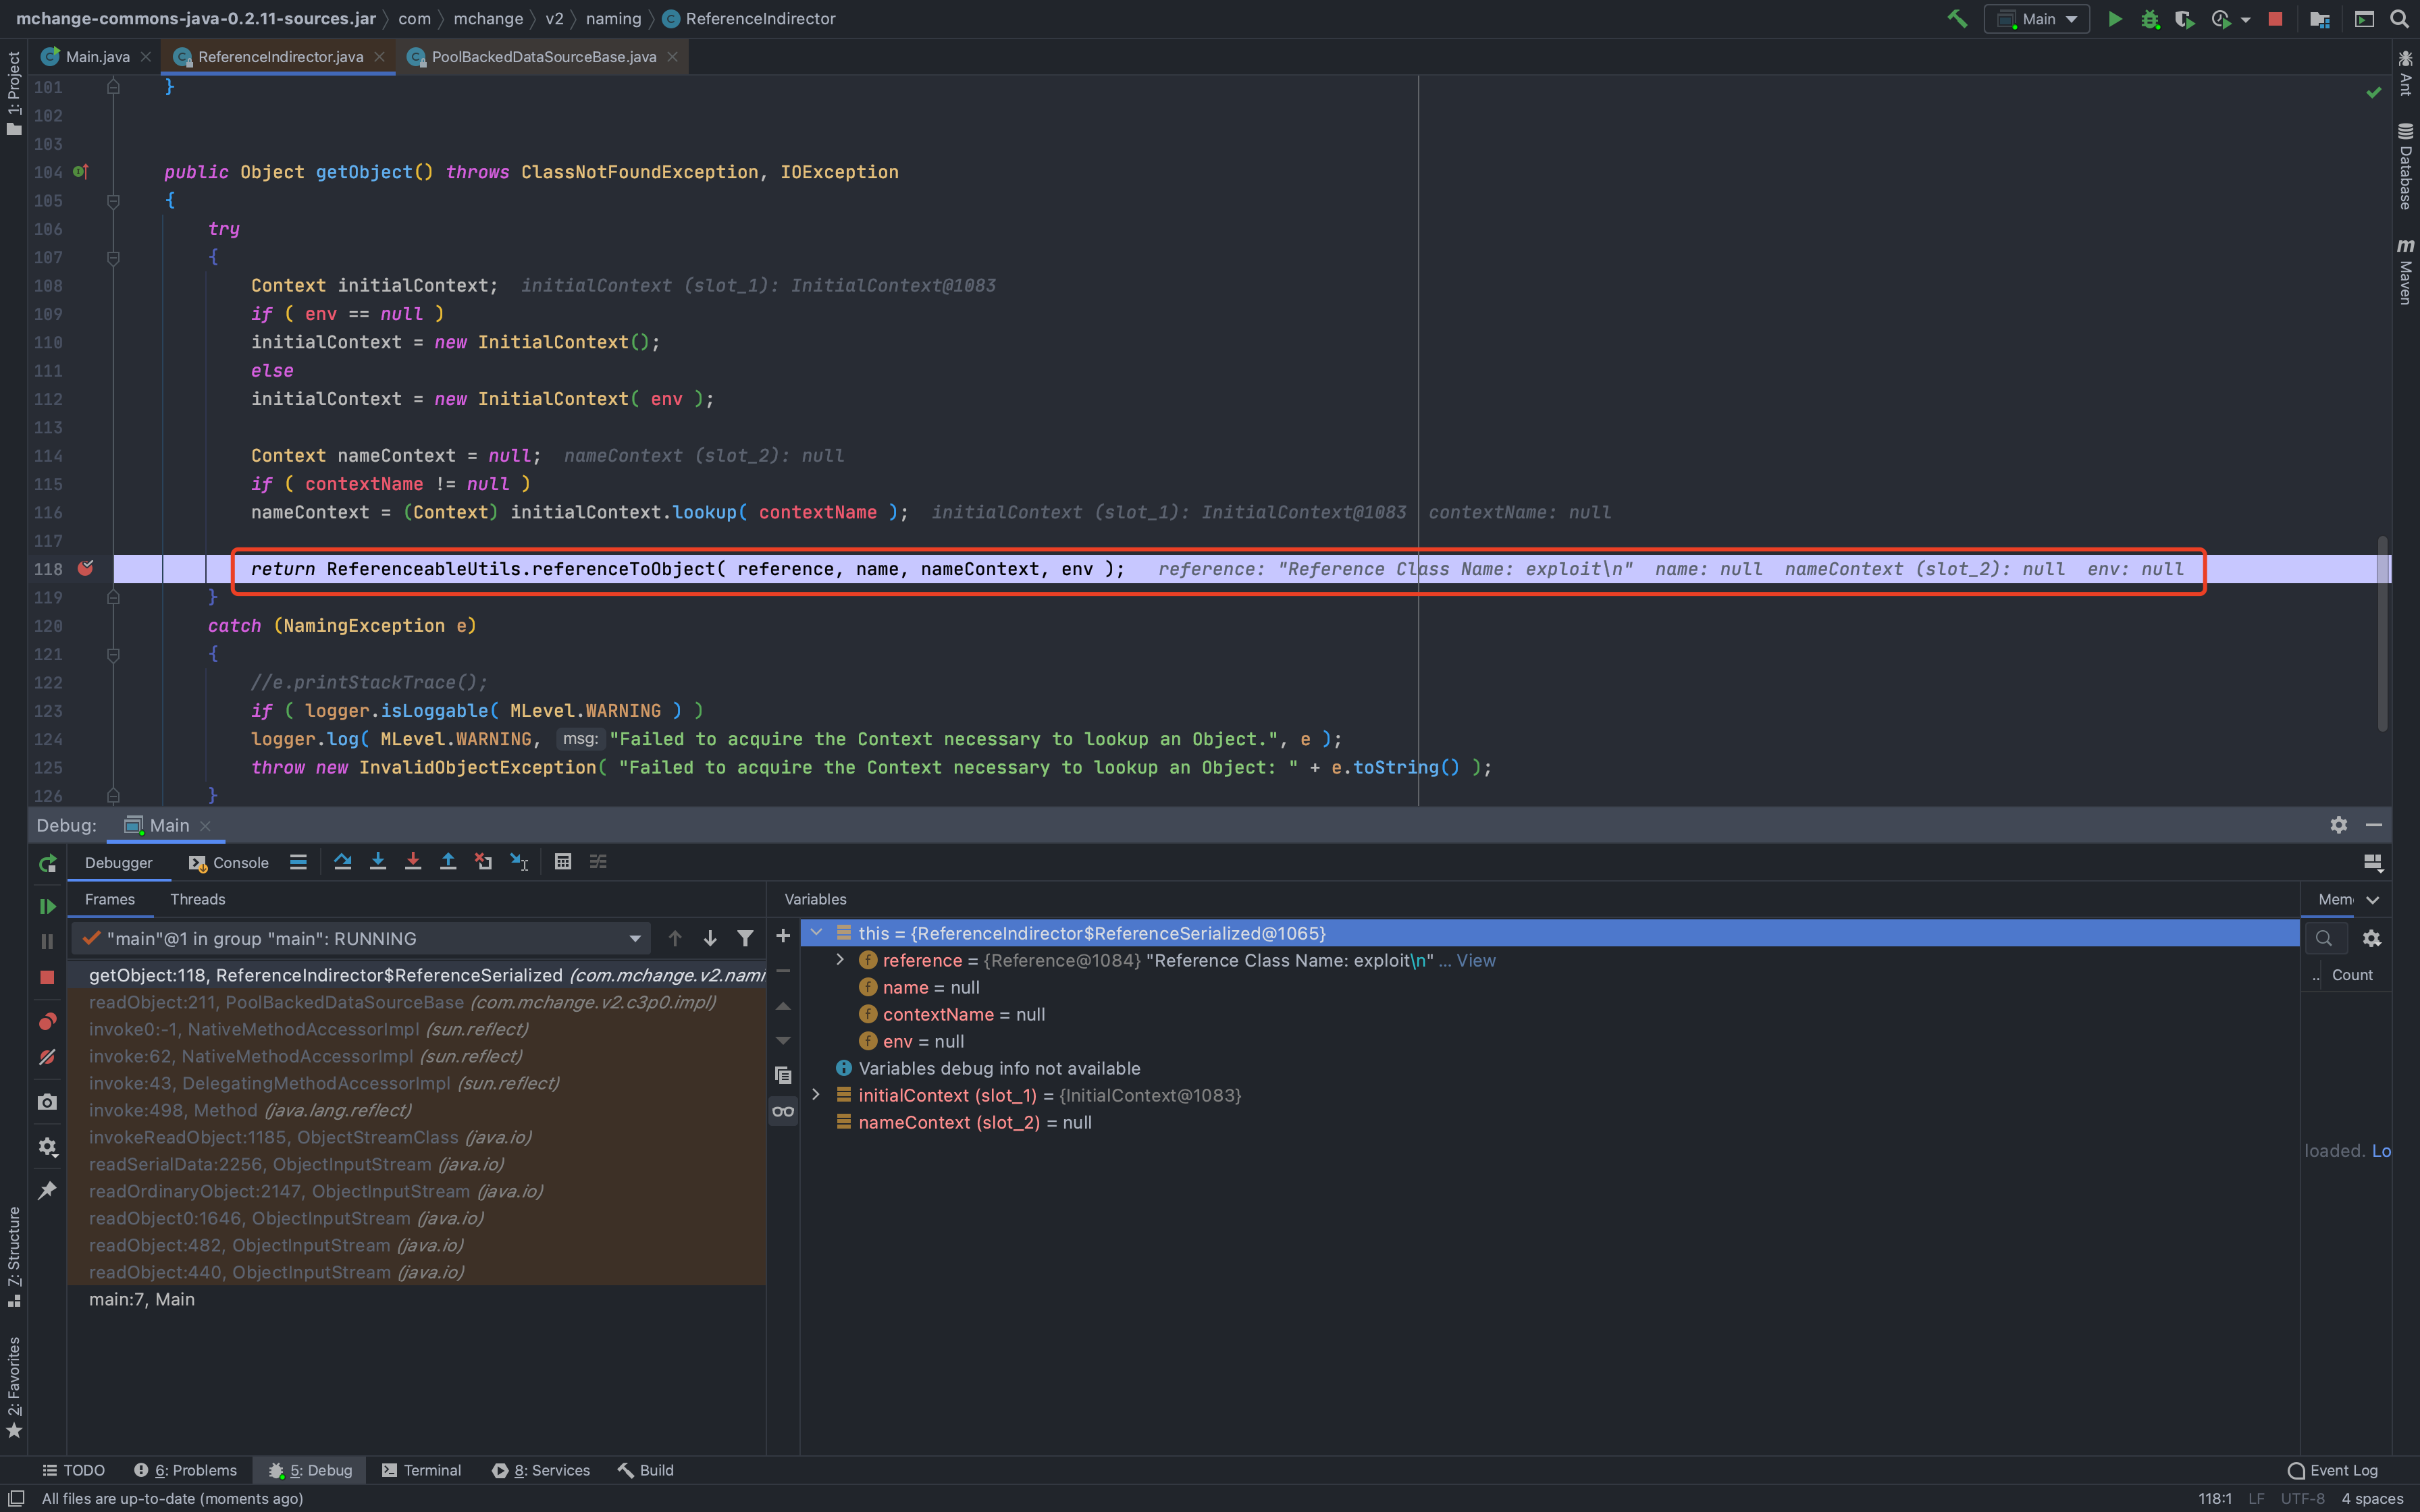 mchange-commons-java-0.2.11-sources.jar 〉 com 〉 mchange 〉 v2 〉 naming 〉 C ReferenceIndirector
Main
Main.java
ReferenceIndirector.java
PoolBackedDataSourceBase.java
1: Project
Ant
Database
m Maven
101 }
102
103
104 public Object getObject() throws ClassNotFoundException, IOException
105 {
106 try
107 {
108 Context initialContext; initialContext (slot_1): InitialContext@1083
109 if ( env == null )
110 initialContext = new InitialContext();
111 else
112 initialContext = new InitialContext( env );
113
114 Context nameContext = null; nameContext (slot_2): null
115 if ( contextName != null )
116 nameContext = (Context) initialContext.lookup( contextName ); initialContext (slot_1): InitialContext@1083 contextName: null
117
118 return ReferenceableUtils.referenceToObject( reference, name, nameContext, env ); reference: "Reference Class Name: exploit\n" name: null nameContext (slot_2): null env: null
119 }
120 catch (NamingException e)
121 {
122 //e.printStackTrace();
123 if ( logger.isLoggable( MLevel.WARNING ) )
124 logger.log( MLevel.WARNING, msg: "Failed to acquire the Context necessary to lookup an Object.", e );
125 throw new InvalidObjectException( "Failed to acquire the Context necessary to lookup an Object: " + e.toString() );
126 }
Debug: Main
Debugger Console
Frames Threads
"main"@1 in group "main": RUNNING
getObject:118, ReferenceIndirector$ReferenceSerialized (com.mchange.v2.nami
readObject:211, PoolBackedDataSourceBase (com.mchange.v2.c3p0.impl)
invoke0:-1, NativeMethodAccessorImpl (sun.reflect)
invoke:62, NativeMethodAccessorImpl (sun.reflect)
invoke:43, DelegatingMethodAccessorImpl (sun.reflect)
invoke:498, Method (java.lang.reflect)
invokeReadObject:1185, ObjectStreamClass (java.io)
readSerialData:2256, ObjectInputStream (java.io)
readOrdinaryObject:2147, ObjectInputStream (java.io)
readObject0:1646, ObjectInputStream (java.io)
readObject:482, ObjectInputStream (java.io)
readObject:440, ObjectInputStream (java.io)
main:7, Main
Variables
this = {ReferenceIndirector$ReferenceSerialized@1065}
reference = {Reference@1084} "Reference Class Name: exploit\n" ... View
name = null
contextName = null
env = null
Variables debug info not available
initialContext (slot_1) = {InitialContext@1083}
nameContext (slot_2) = null
Mem
.. Count
loaded. Lo
7: Structure
2: Favorites
TODO 6: Problems 5: Debug Terminal 8: Services Build Event Log
All files are up-to-date (moments ago) 118:1 LF UTF-8 4 spaces